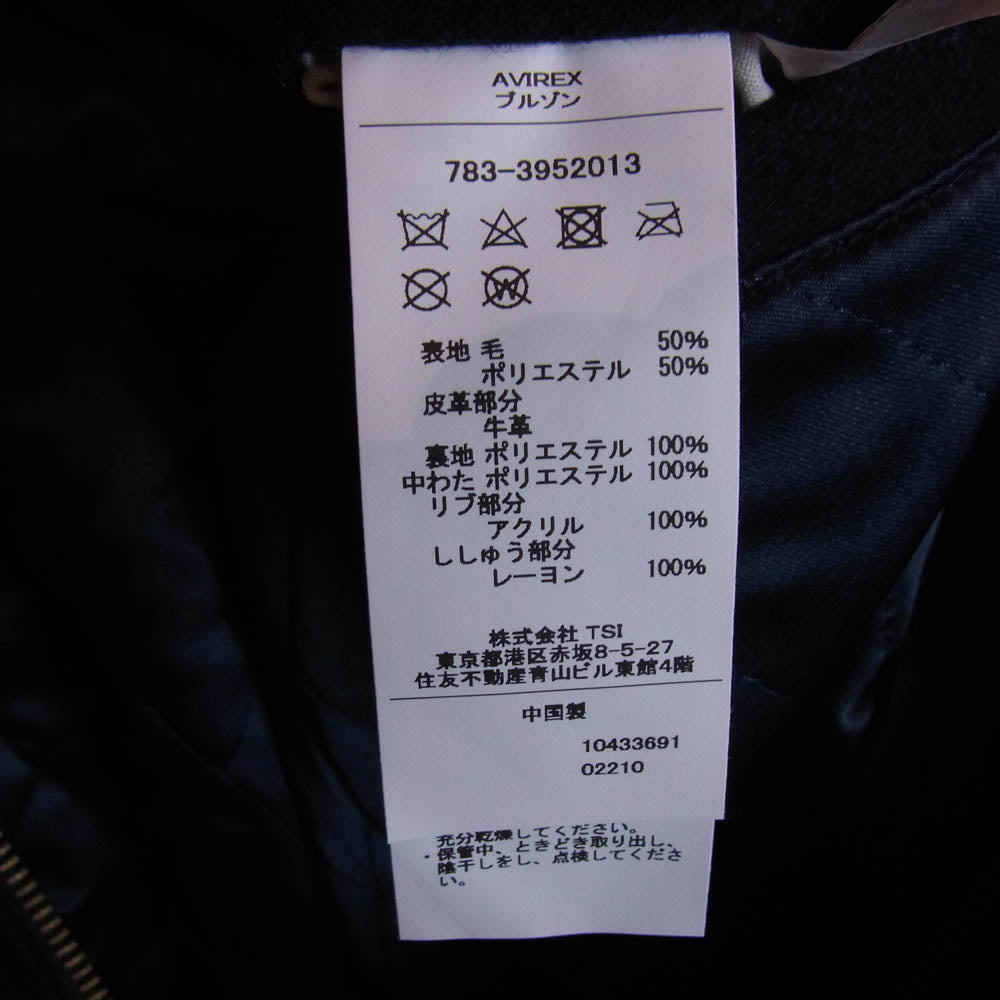 AVIREX
ブルゾン
783-3952013
W
表地 毛 50%
ポリエステル 50%
皮革部分
牛革
裏地 ポリエステル 100%
中わた ポリエステル 100%
リブ部分
アクリル 100%
ししゅう部分
レーヨン 100%
株式会社 TSI
東京都港区赤坂8-5-27
住友不動産青山ビル東館4階
中国製
10433691
02210
充分乾燥してください。
・保管中、ときどき取り出し、
陰干しをし、点検してくださ
い。